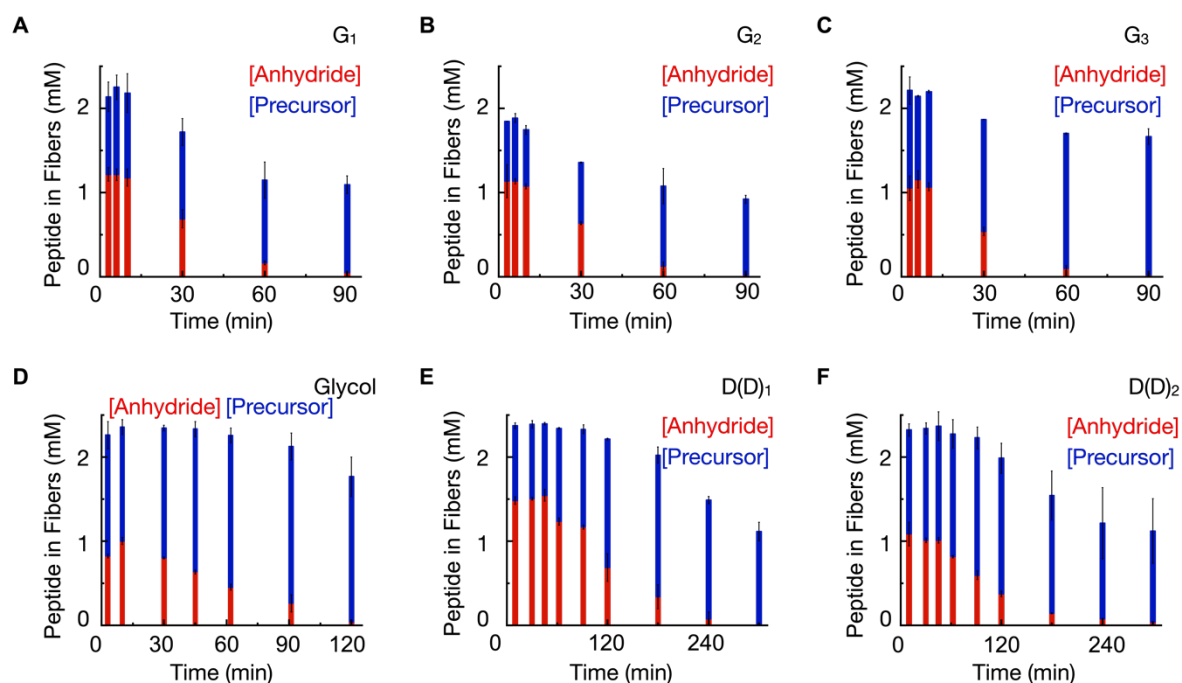 A
G₁
[Anhydride]
[Precursor]
Peptide in Fibers (mM)
2
1
0
0 30 60 90
Time (min)
B
G₂
[Anhydride]
[Precursor]
Peptide in Fibers (mM)
2
1
0
0 30 60 90
Time (min)
C
G₃
[Anhydride]
[Precursor]
Peptide in Fibers (mM)
2
1
0
0 30 60 90
Time (min)
D
Glycol
[Anhydride] [Precursor]
Peptide in Fibers (mM)
2
1
0
0 30 60 90 120
Time (min)
E
D(D)₁
[Anhydride]
[Precursor]
Peptide in Fibers (mM)
2
1
0
0 120 240
Time (min)
F
D(D)₂
[Anhydride]
[Precursor]
Peptide in Fibers (mM)
2
1
0
0 120 240
Time (min)